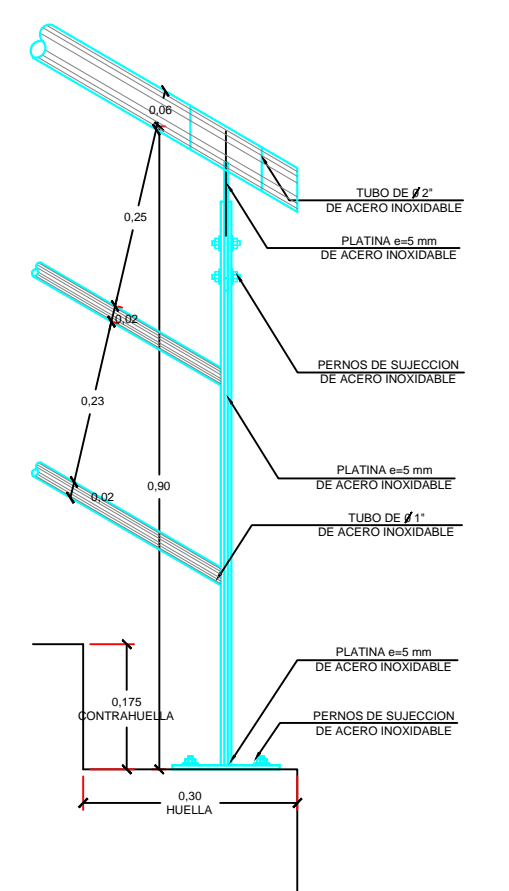 0,06
TUBO DE ø 2"
DE ACERO INOXIDABLE
0,25
PLATINA e=5 mm
DE ACERO INOXIDABLE
0,02
PERNOS DE SUJECCION
DE ACERO INOXIDABLE
0,23
PLATINA e=5 mm
DE ACERO INOXIDABLE
0,90
0,02
TUBO DE ø 1"
DE ACERO INOXIDABLE
PLATINA e=5 mm
DE ACERO INOXIDABLE
0,175
CONTRAHUELLA
PERNOS DE SUJECCION
DE ACERO INOXIDABLE
0,30
HUELLA